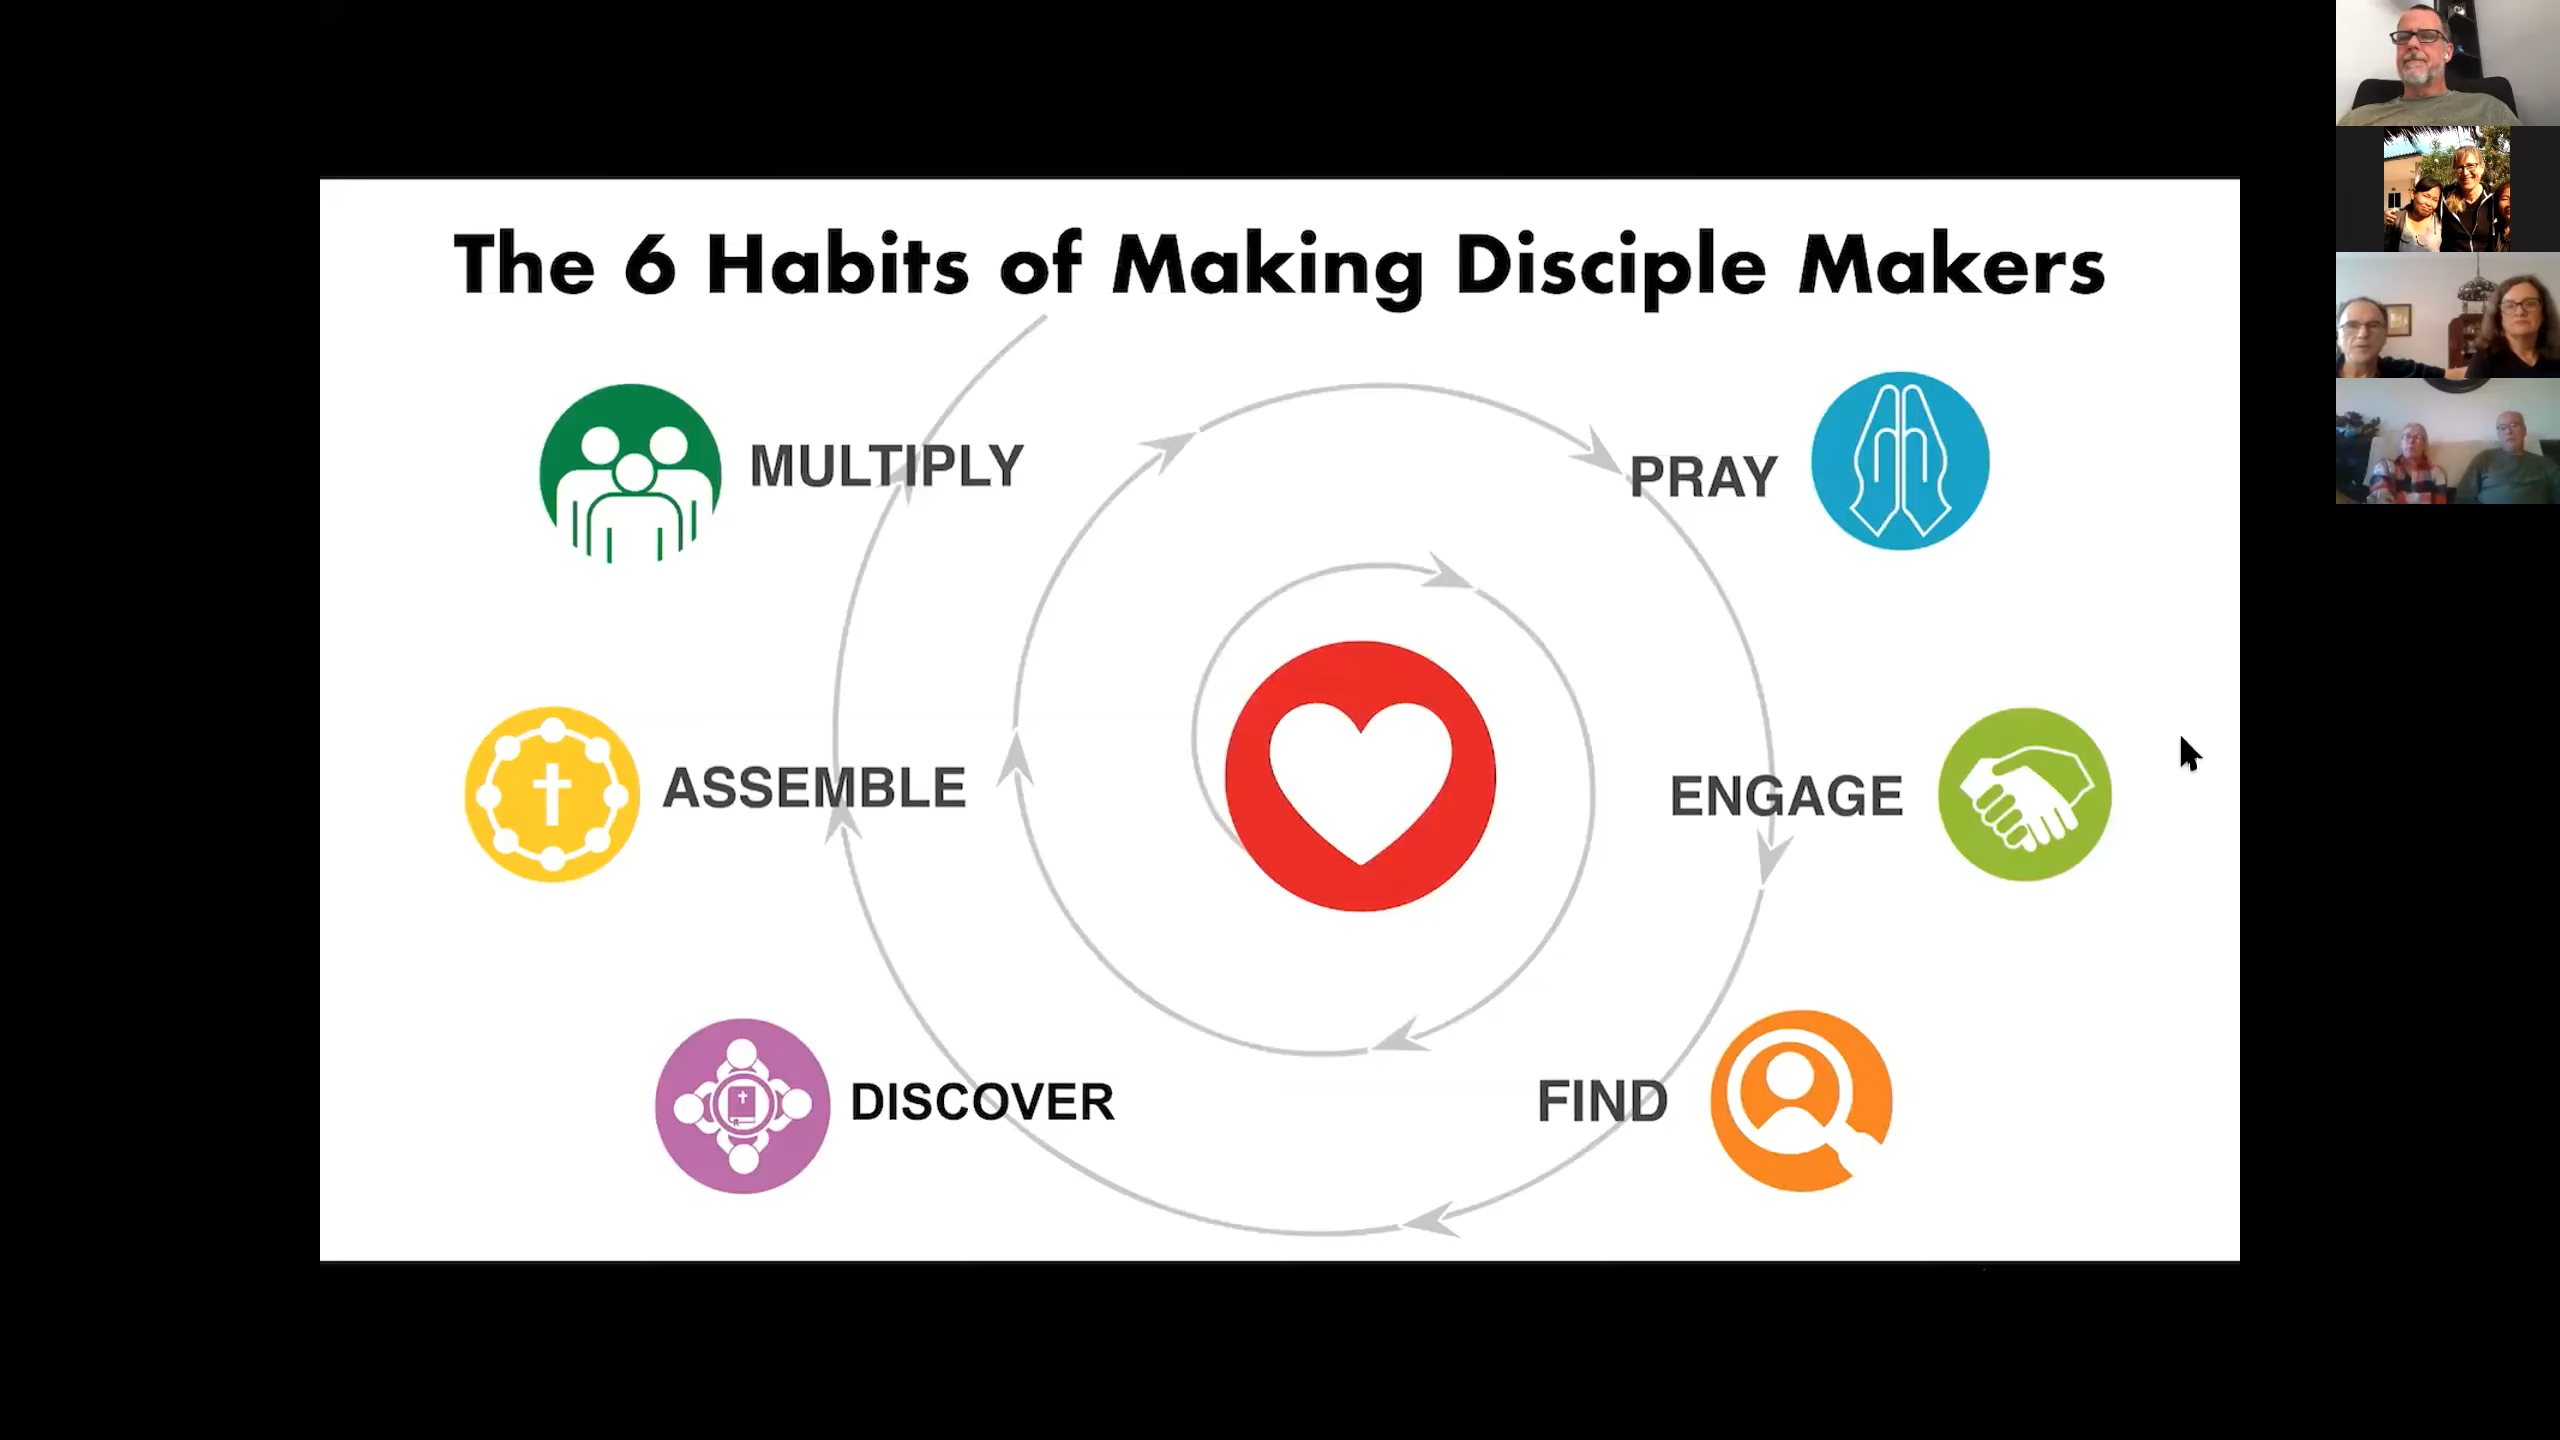 The 6 Habits of Making Disciple Makers
MULTIPLY
PRAY
ASSEMBLE
ENGAGE
DISCOVER
FIND